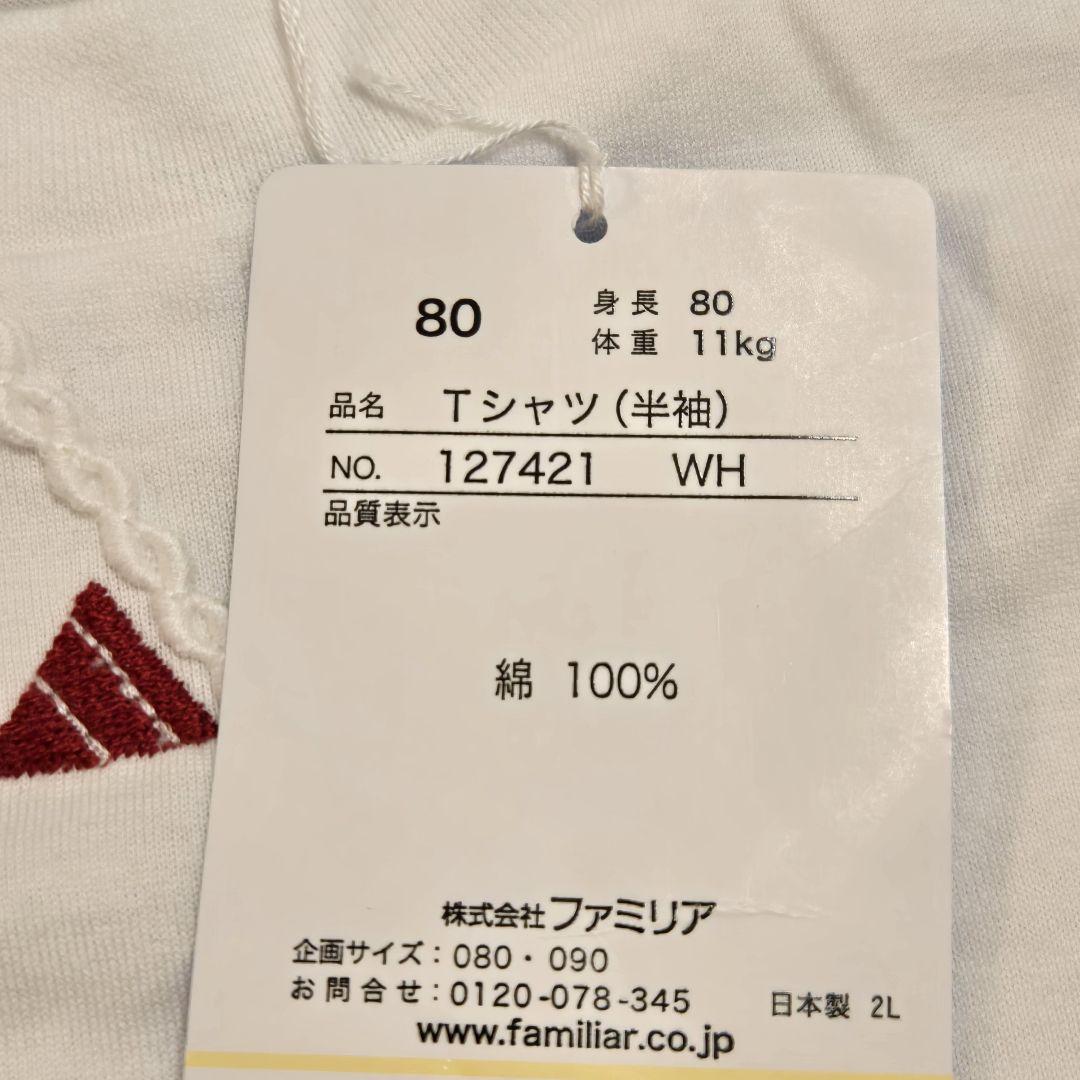 80
身長 80
体重 11kg
品名 Tシャツ(半袖)
NO. 127421 WH
品質表示
綿 100%
株式会社ファミリア
企画サイズ：080・090
お問合せ：0120-078-345
日本製 2L
www.familiar.co.jp